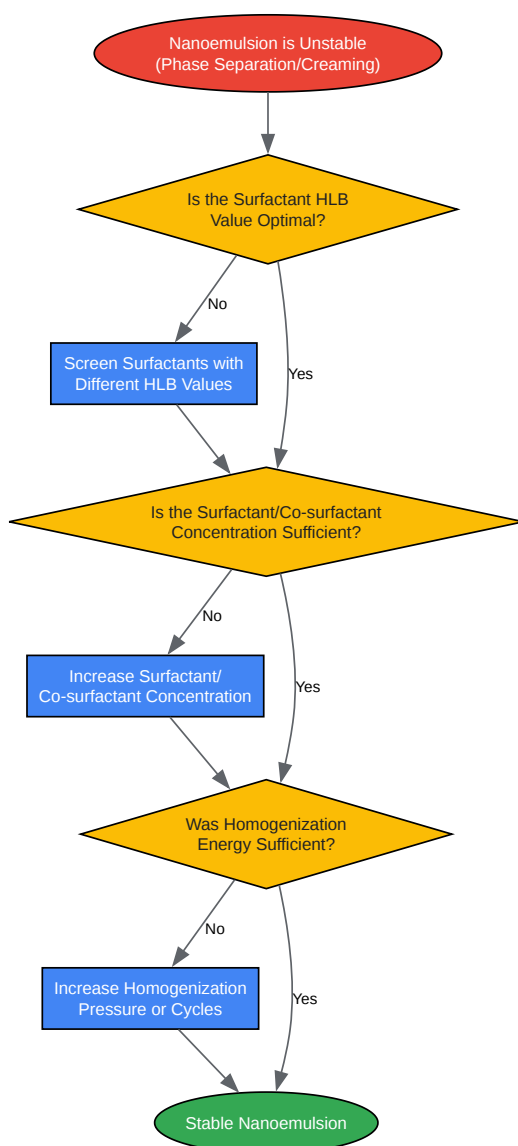 Nanoemulsion is Unstable
(Phase Separation/Creaming)
Is the Surfactant HLB
Value Optimal?
No
Screen Surfactants with
Different HLB Values
Yes
Is the Surfactant/Co-surfactant
Concentration Sufficient?
No
Increase Surfactant/
Co-surfactant Concentration
Yes
Was Homogenization
Energy Sufficient?
No
Increase Homogenization
Pressure or Cycles
Yes
Stable Nanoemulsion